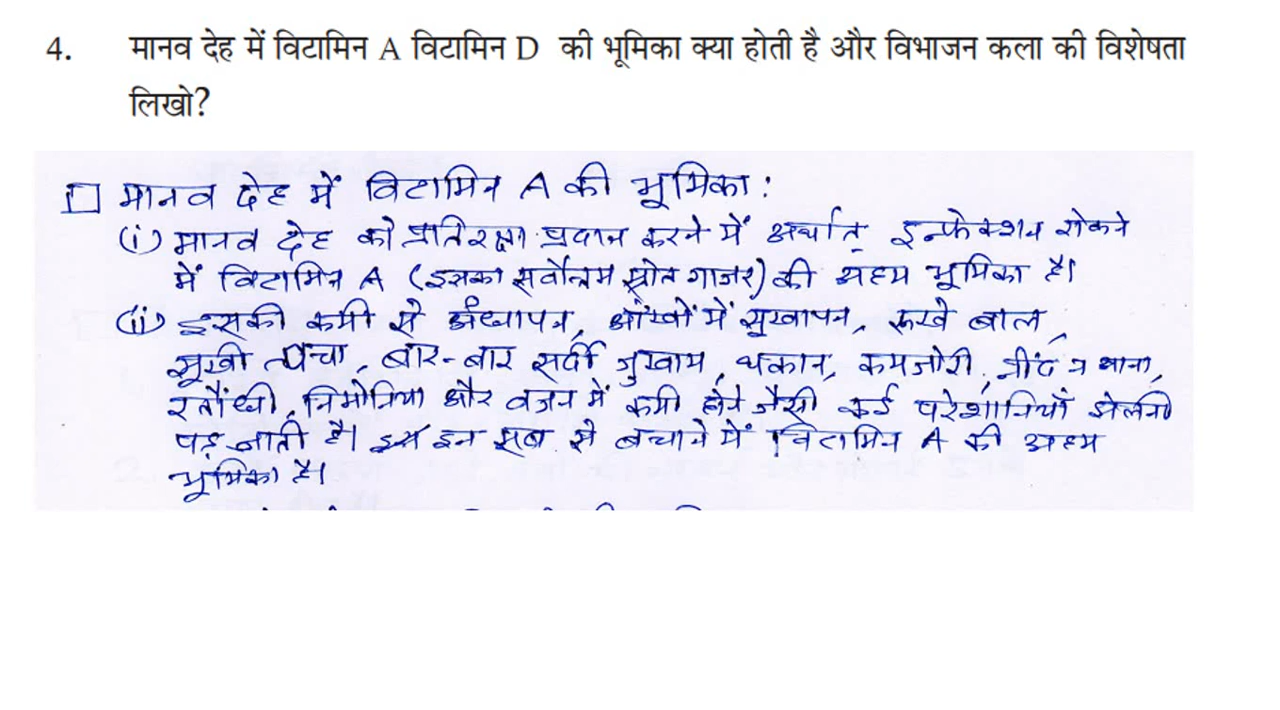 4. मानव देह में विटामिन A विटामिन D की भूमिका क्या होती है और विभाजन कला की विशेषता
लिखो?
मानव देह में विटामिन A की भूमिका :
(i) मानव देह को प्रतिरक्षा प्रदान करने में अर्थात् इन्फेक्शन रोकने
में विटामिन A (इसका सर्वोत्तम स्रोत गाजर) की अहम भूमिका है।
(ii) इसकी कमी से अंधापन, आँखों में सूखापन, रूखे बाल,
सूखी त्वचा, बार-बार सर्दी जुखाम, थकान, कमजोरी, नींद न आना,
रतौंधी, निमोनिया और वजन में कमी होने जैसी कई परेशानियाँ झेलनी
पड़ जाती है। इन सब से बचाने में विटामिन A की अहम
भूमिका है।